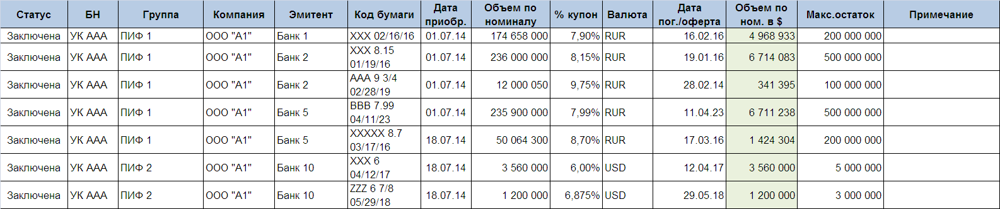 Статус БН Группа Компания Эмитент Код бумаги Дата приобр. Объем по номиналу % купон Валюта Дата пог./оферта Объем по ном. в $ Макс.остаток Примечание
Заключена УК ААА ПИФ 1 ООО "А1" Банк 1 XXX 02/16/16 01.07.14 174 658 000 7,90% RUR 16.02.16 4 968 933 200 000 000
Заключена УК ААА ПИФ 1 ООО "А1" Банк 2 XXX 8.15 01/19/16 01.07.14 236 000 000 8,15% RUR 19.01.16 6 714 083 500 000 000
Заключена УК ААА ПИФ 1 ООО "А1" Банк 2 AAA 9 3/4 02/28/19 01.07.14 12 000 050 9,75% RUR 28.02.14 341 395 100 000 000
Заключена УК ААА ПИФ 1 ООО "А1" Банк 5 BBB 7.99 04/11/23 01.07.14 235 900 000 7,99% RUR 11.04.23 6 711 238 500 000 000
Заключена УК ААА ПИФ 1 ООО "А1" Банк 5 XXXXX 8.7 03/17/16 18.07.14 50 064 300 8,70% RUR 17.03.16 1 424 304 200 000 000
Заключена УК ААА ПИФ 2 ООО "А1" Банк 10 XXX 6 04/12/17 18.07.14 3 560 000 6,00% USD 12.04.17 3 560 000 5 000 000
Заключена УК ААА ПИФ 2 ООО "А1" Банк 10 ZZZ 6 7/8 05/29/18 18.07.14 1 200 000 6,875% USD 29.05.18 1 200 000 3 000 000